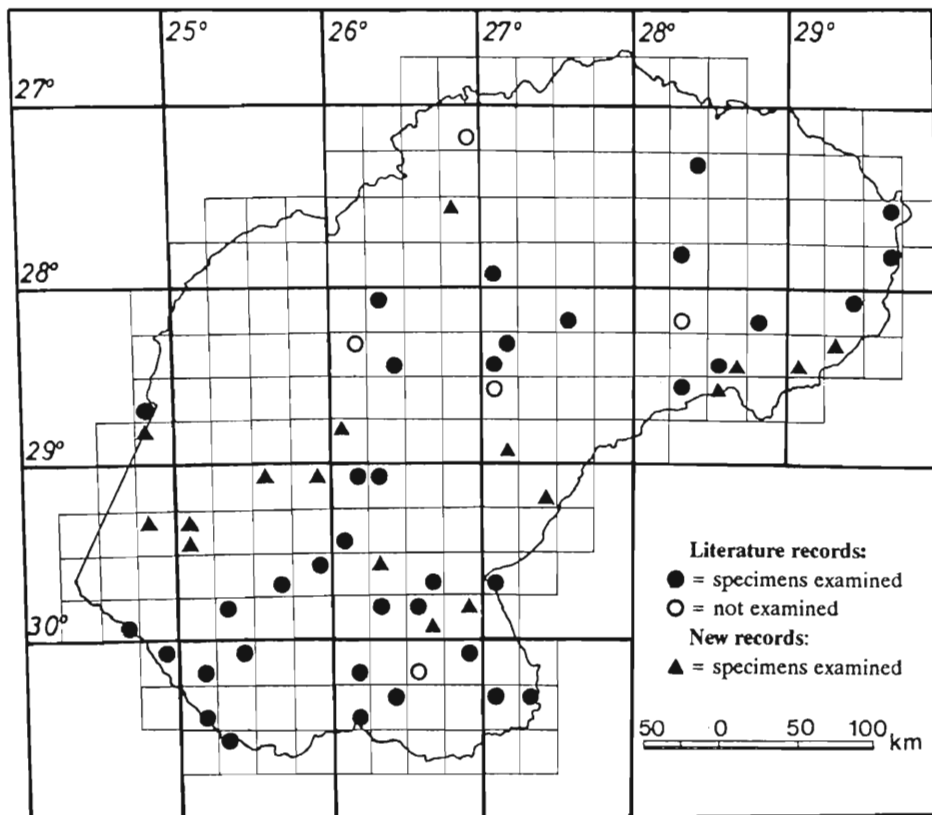 25° 26° 27° 28° 29°
27°
28°
29°
30°
Literature records:
● = specimens examined
○ = not examined
New records:
▲ = specimens examined
50 0 50 100 km